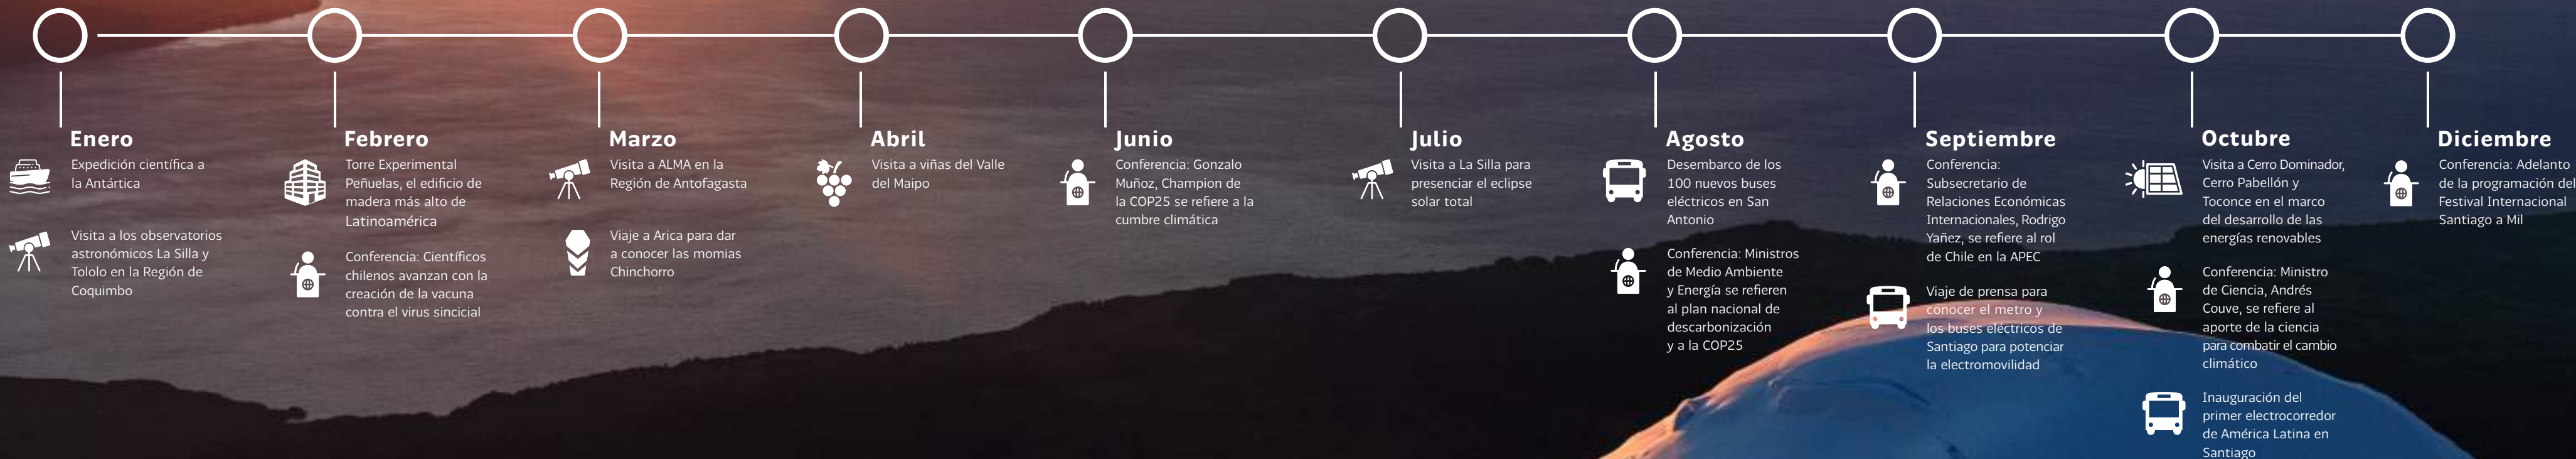 Enero
Expedición científica a
la Antártica
Visita a los observatorios
astronómicos La Silla y
Tololo en la Región de
Coquimbo
Febrero
Torre Experimental
Peñuelas, el edificio de
madera más alto de
Latinoamérica
Conferencia: Científicos
chilenos avanzan con la
creación de la vacuna
contra el virus sincicial
Marzo
Visita a ALMA en la
Región de Antofagasta
Viaje a Arica para dar
a conocer las momias
Chinchorro
Abril
Visita a viñas del Valle
del Maipo
Junio
Conferencia: Gonzalo
Muñoz, Champion de
la COP25 se refiere a la
cumbre climática
Julio
Visita a La Silla para
presenciar el eclipse
solar total
Agosto
Desembarco de los
100 nuevos buses
eléctricos en San
Antonio
Conferencia: Ministros
de Medio Ambiente
y Energía se refieren
al plan nacional de
descarbonización
y a la COP25
Septiembre
Conferencia:
Subsecretario de
Relaciones Económicas
Internacionales, Rodrigo
Yañez, se refiere al rol
de Chile en la APEC
Viaje de prensa para
conocer el metro y
los buses eléctricos de
Santiago para potenciar
la electromovilidad
Octubre
Visita a Cerro Dominador,
Cerro Pabellón y
Toconce en el marco
del desarrollo de las
energías renovables
Conferencia: Ministro
de Ciencia, Andrés
Couve, se refiere al
aporte de la ciencia
para combatir el cambio
climático
Inauguración del
primer electrocorredor
de América Latina en
Santiago
Diciembre
Conferencia: Adelanto
de la programación del
Festival Internacional
Santiago a Mil